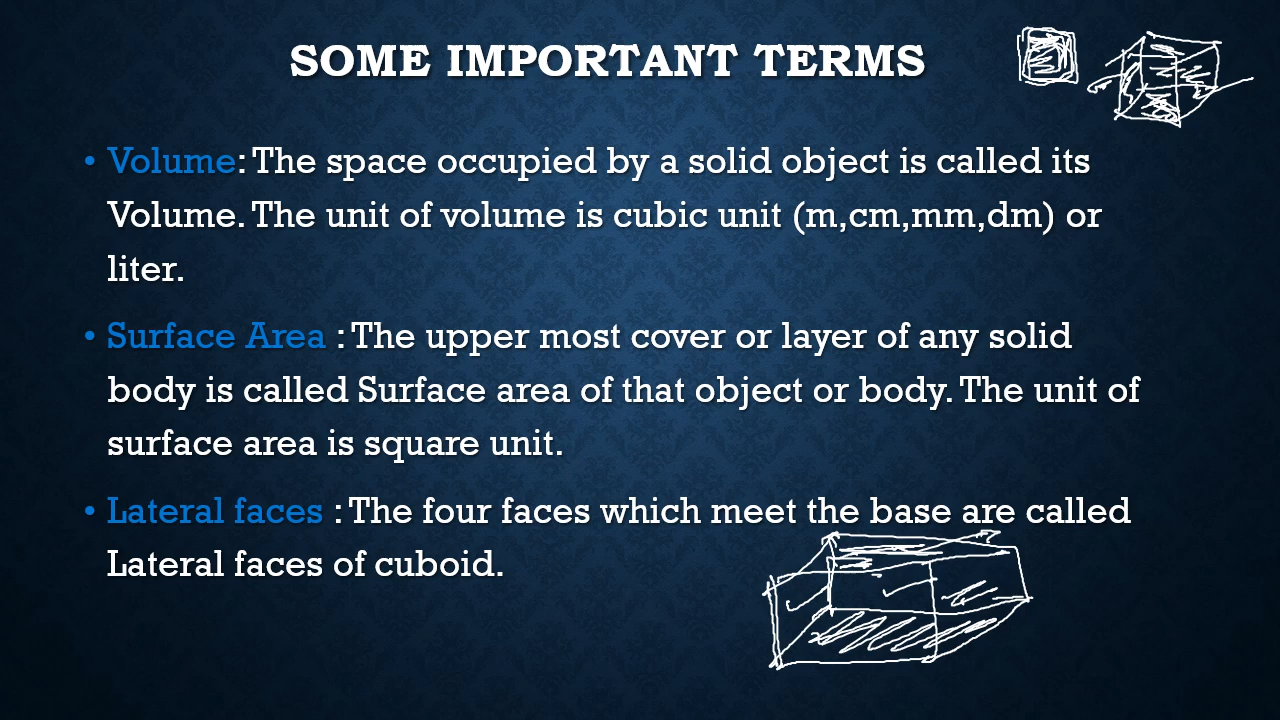 SOME IMPORTANT TERMS
• Volume: The space occupied by a solid object is called its
Volume. The unit of volume is cubic unit (m,cm,mm,dm) or
liter.
• Surface Area : The upper most cover or layer of any solid
body is called Surface area of that object or body. The unit of
surface area is square unit.
• Lateral faces : The four faces which meet the base are called
Lateral faces of cuboid.